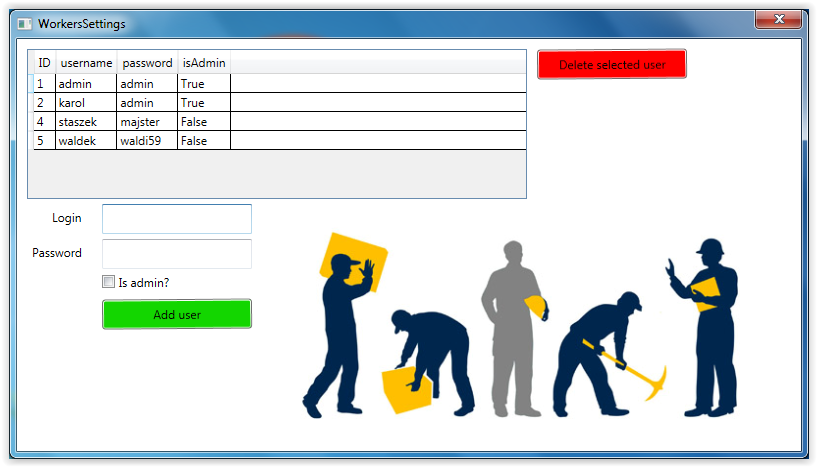 WorkersSettings
ID username password isAdmin
1 admin admin True
2 karol admin True
4 staszek majster False
5 waldek waldi59 False
Delete selected user
Login
Password
Is admin?
Add user